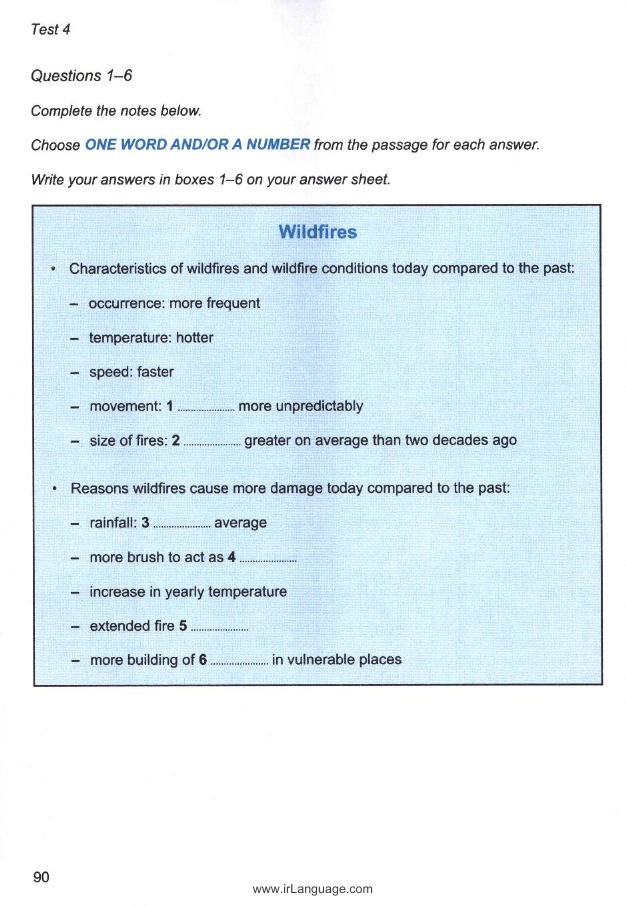 Test 4
Questions 1–6
Complete the notes below.
Choose ONE WORD AND/OR A NUMBER from the passage for each answer.
Write your answers in boxes 1–6 on your answer sheet.
Wildfires
• Characteristics of wildfires and wildfire conditions today compared to the past:
– occurrence: more frequent
– temperature: hotter
– speed: faster
– movement: 1 .................... more unpredictably
– size of fires: 2 .................... greater on average than two decades ago
• Reasons wildfires cause more damage today compared to the past:
– rainfall: 3 .................... average
– more brush to act as 4 ....................
– increase in yearly temperature
– extended fire 5 ....................
– more building of 6 .................... in vulnerable places
90
www.irLanguage.com